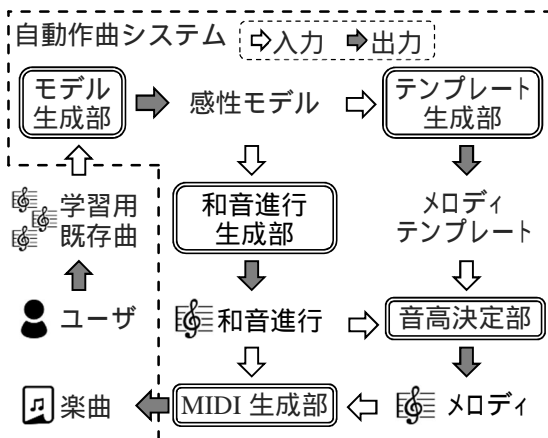 自動作曲システム
入力
出力
モデル
生成部
感性モデル
テンプレート
生成部
学習用
既存曲
和音進行
生成部
メロディ
テンプレート
ユーザ
和音進行
音高決定部
楽曲
MIDI 生成部
メロディ